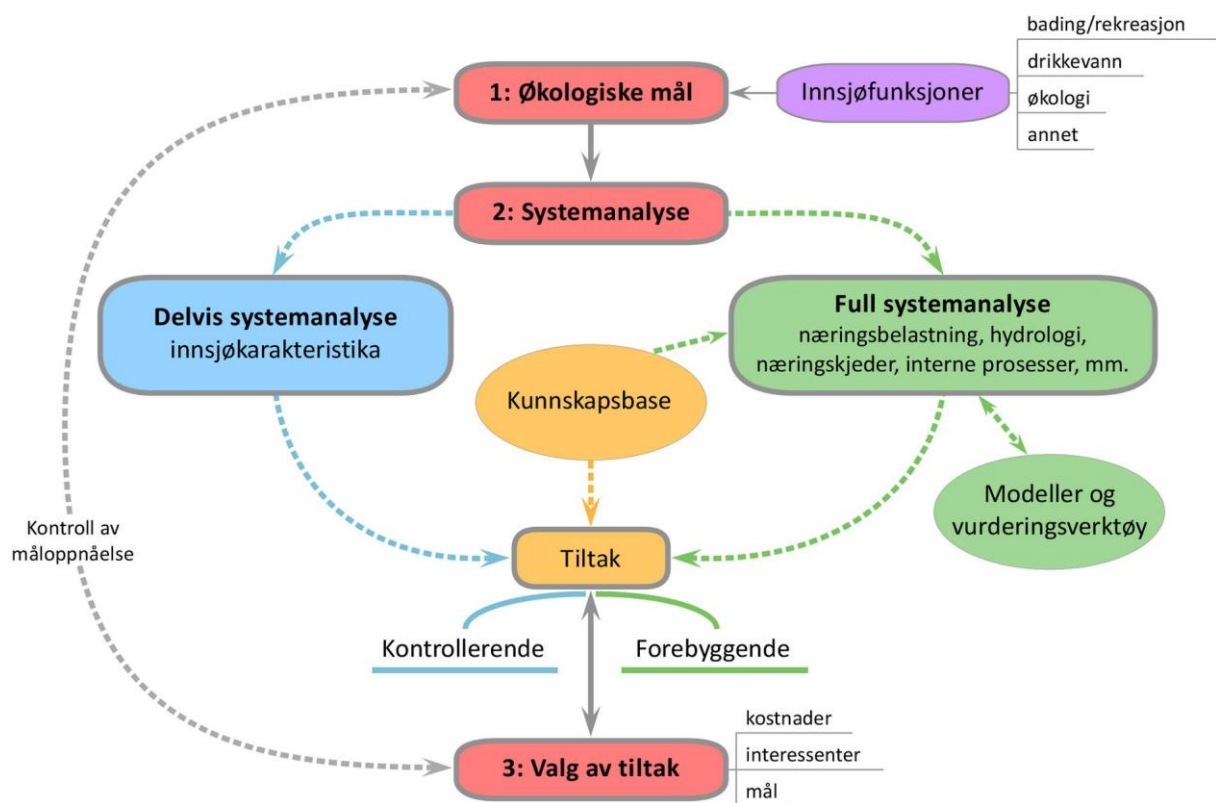 bading/rekreasjon
1: Økologiske mål
Innsjøfunksjoner
drikkevann
økologi
annet
2: Systemanalyse
Delvis systemanalyse
innsjøkarakteristika
Full systemanalyse
næringsbelastning, hydrologi,
næringskjeder, interne prosesser, mm.
Kunnskapsbase
Modeller og
vurderingsverktøy
Kontroll av
måloppnåelse
Tiltak
Kontrollerende
Forebyggende
3: Valg av tiltak
kostnader
interessenter
mål